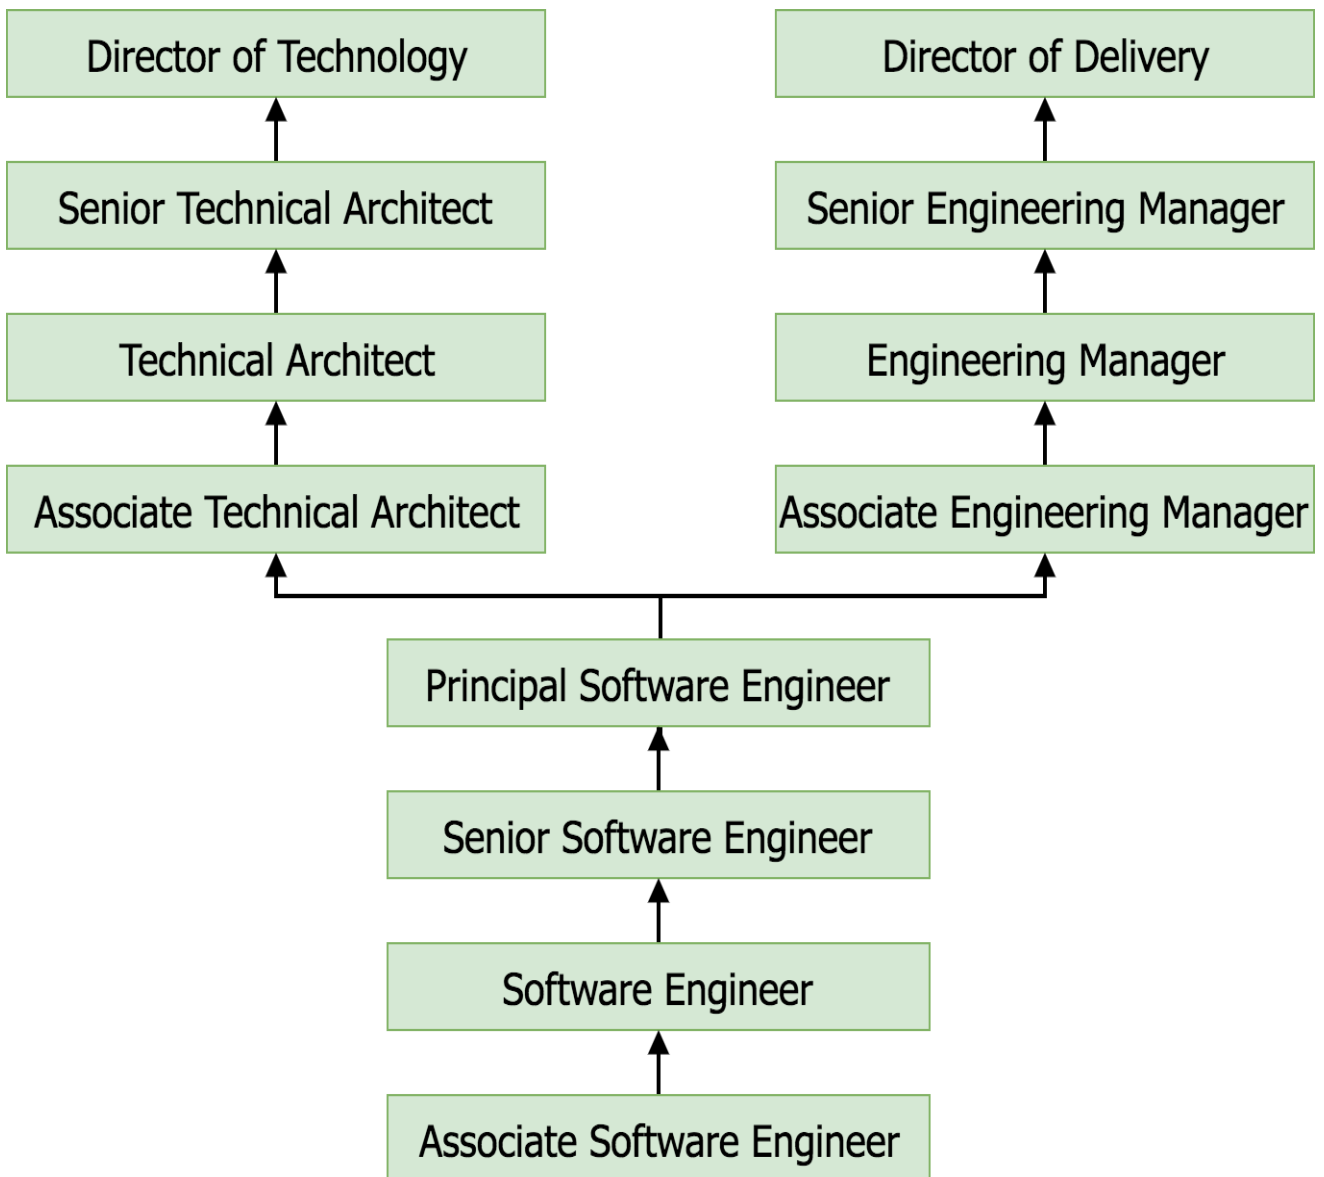 Director of Technology
Director of Delivery
Senior Technical Architect
Senior Engineering Manager
Technical Architect
Engineering Manager
Associate Technical Architect
Associate Engineering Manager
Principal Software Engineer
Senior Software Engineer
Software Engineer
Associate Software Engineer